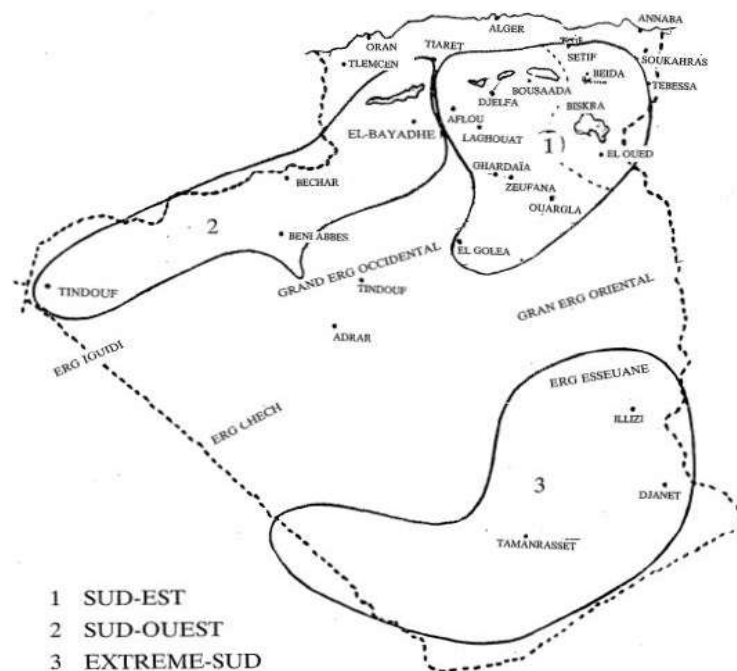 ANNABA
ALGER
ORAN
TIARET
SETIF
SOUKAHRAS
TLEMCEN
BEIDA
TEBESSA
BOUSAADA
DJELFA
BISKRA
AFLOU
EL-BAYADHE
LAGHOUAT
1)
EL OUED
GHARDAÏA
BECHAR
ZEUFANA
OUARGLA
2
BENI ABBES
EL GOLEA
GRAND ERG OCCIDENTAL
TINDOUF
TINDOUF
GRAN ERG ORIENTAL
ADRAR
ERG IGUIDI
ERG ESSEUANE
ERG CHECH
ILLIZI
3
DJANET
TAMANRASSET
1 SUD-EST
2 SUD-OUEST
3 EXTREME-SUD